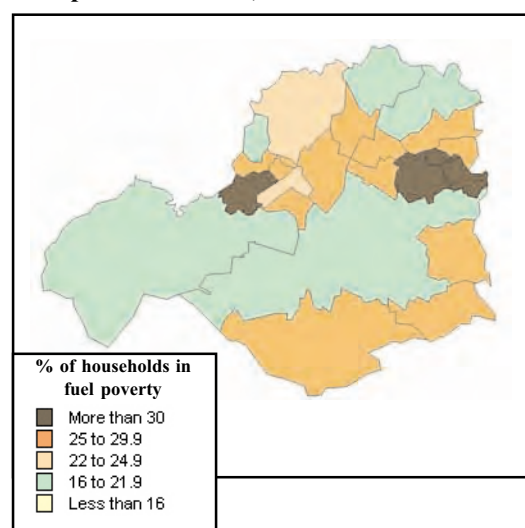 % of households in
fuel poverty
More than 30
25 to 29.9
22 to 24.9
16 to 21.9
Less than 16